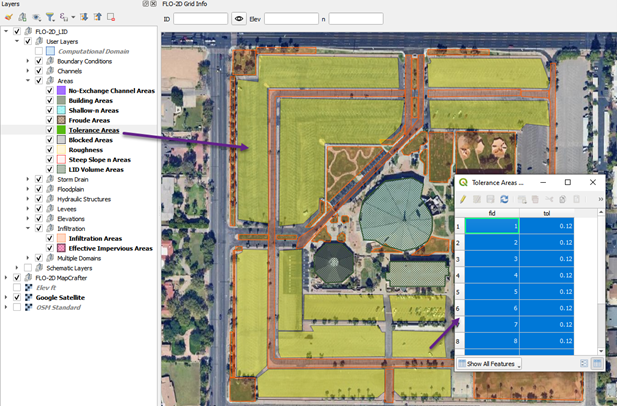 Layers
FLO-2D Grid Info
ID
Elev
n
FLO-2D_LID
User Layers
Computational Domain
Boundary Conditions
Channels
Areas
No-Exchange Channel Areas
Building Areas
Shallow-n Areas
Froude Areas
Tolerance Areas
Blocked Areas
Roughness
Steep Slope n Areas
LID Volume Areas
Storm Drain
Floodplain
Hydraulic Structures
Levees
Elevations
Infiltration
Infiltration Areas
Effective Impervious Areas
Multiple Domains
Schematic Layers
FLO-2D MapCrafter
Elev ft
Google Satellite
OSM Standard
Tolerance Areas ...
fid tol
1 1 0.12
2 2 0.12
3 3 0.12
4 4 0.12
5 5 0.12
6 6 0.12
7 7 0.12
8 8 0.12
Show All Features